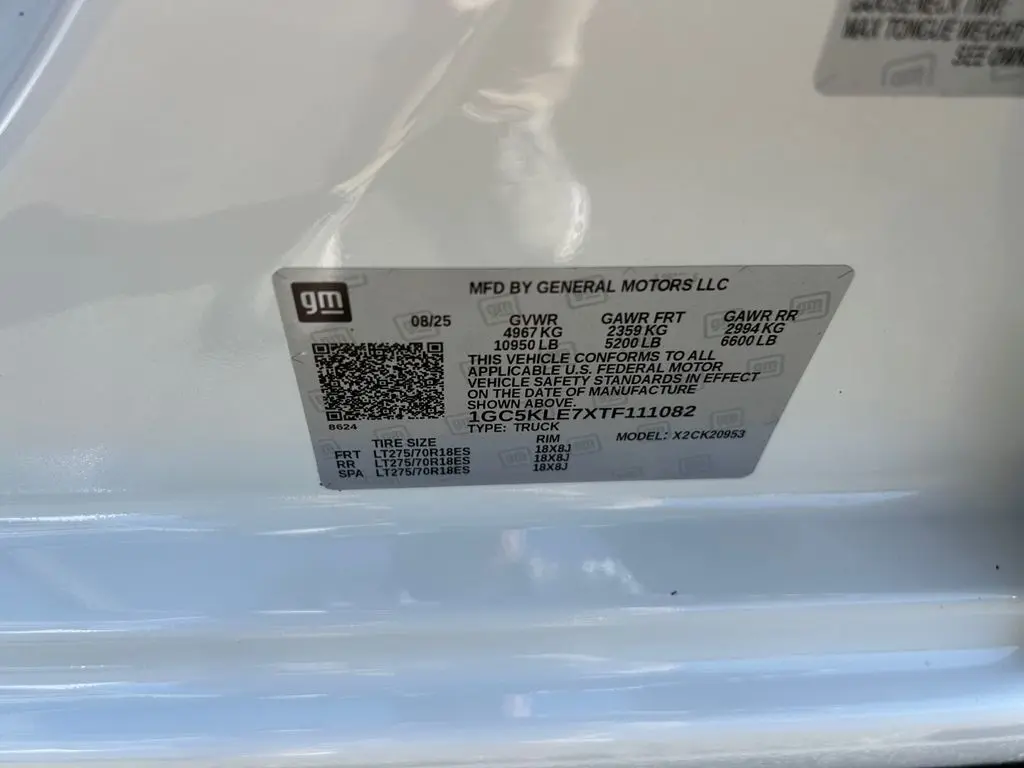 GOOSENECK TWR
MAX TONGUE WEIGHT
SEE
gm
MFD BY GENERAL MOTORS LLC
08/25
GVWR GAWR FRT GAWR RR
4967 KG 2359 KG 2994 KG
10950 LB 5200 LB 6600 LB
THIS VEHICLE CONFORMS TO ALL
APPLICABLE U.S. FEDERAL MOTOR
VEHICLE SAFETY STANDARDS IN EFFECT
ON THE DATE OF MANUFACTURE
SHOWN ABOVE.
1GC5KLE7XTF111082
8624
TYPE: TRUCK
MODEL: X2CK20953
TIRE SIZE RIM
FRT LT275/70R18ES 18X8J
RR LT275/70R18ES 18X8J
SPA LT275/70R18ES 18X8J